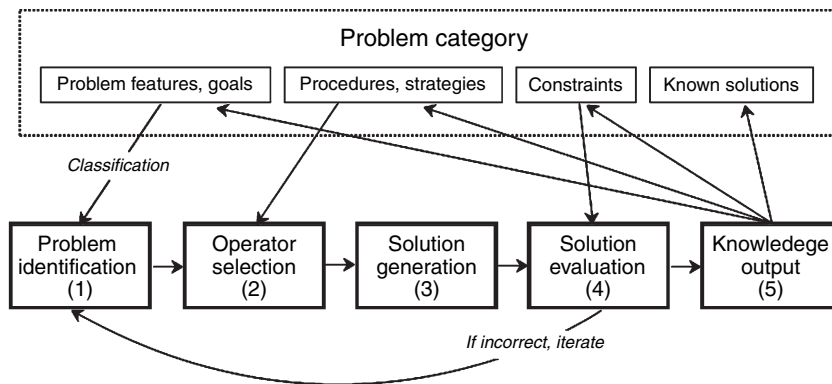 Problem category
Problem features, goals
Procedures, strategies
Constraints
Known solutions
Classification
Problem
identification
(1)
Operator
selection
(2)
Solution
generation
(3)
Solution
evaluation
(4)
Knowledege
output
(5)
If incorrect, iterate